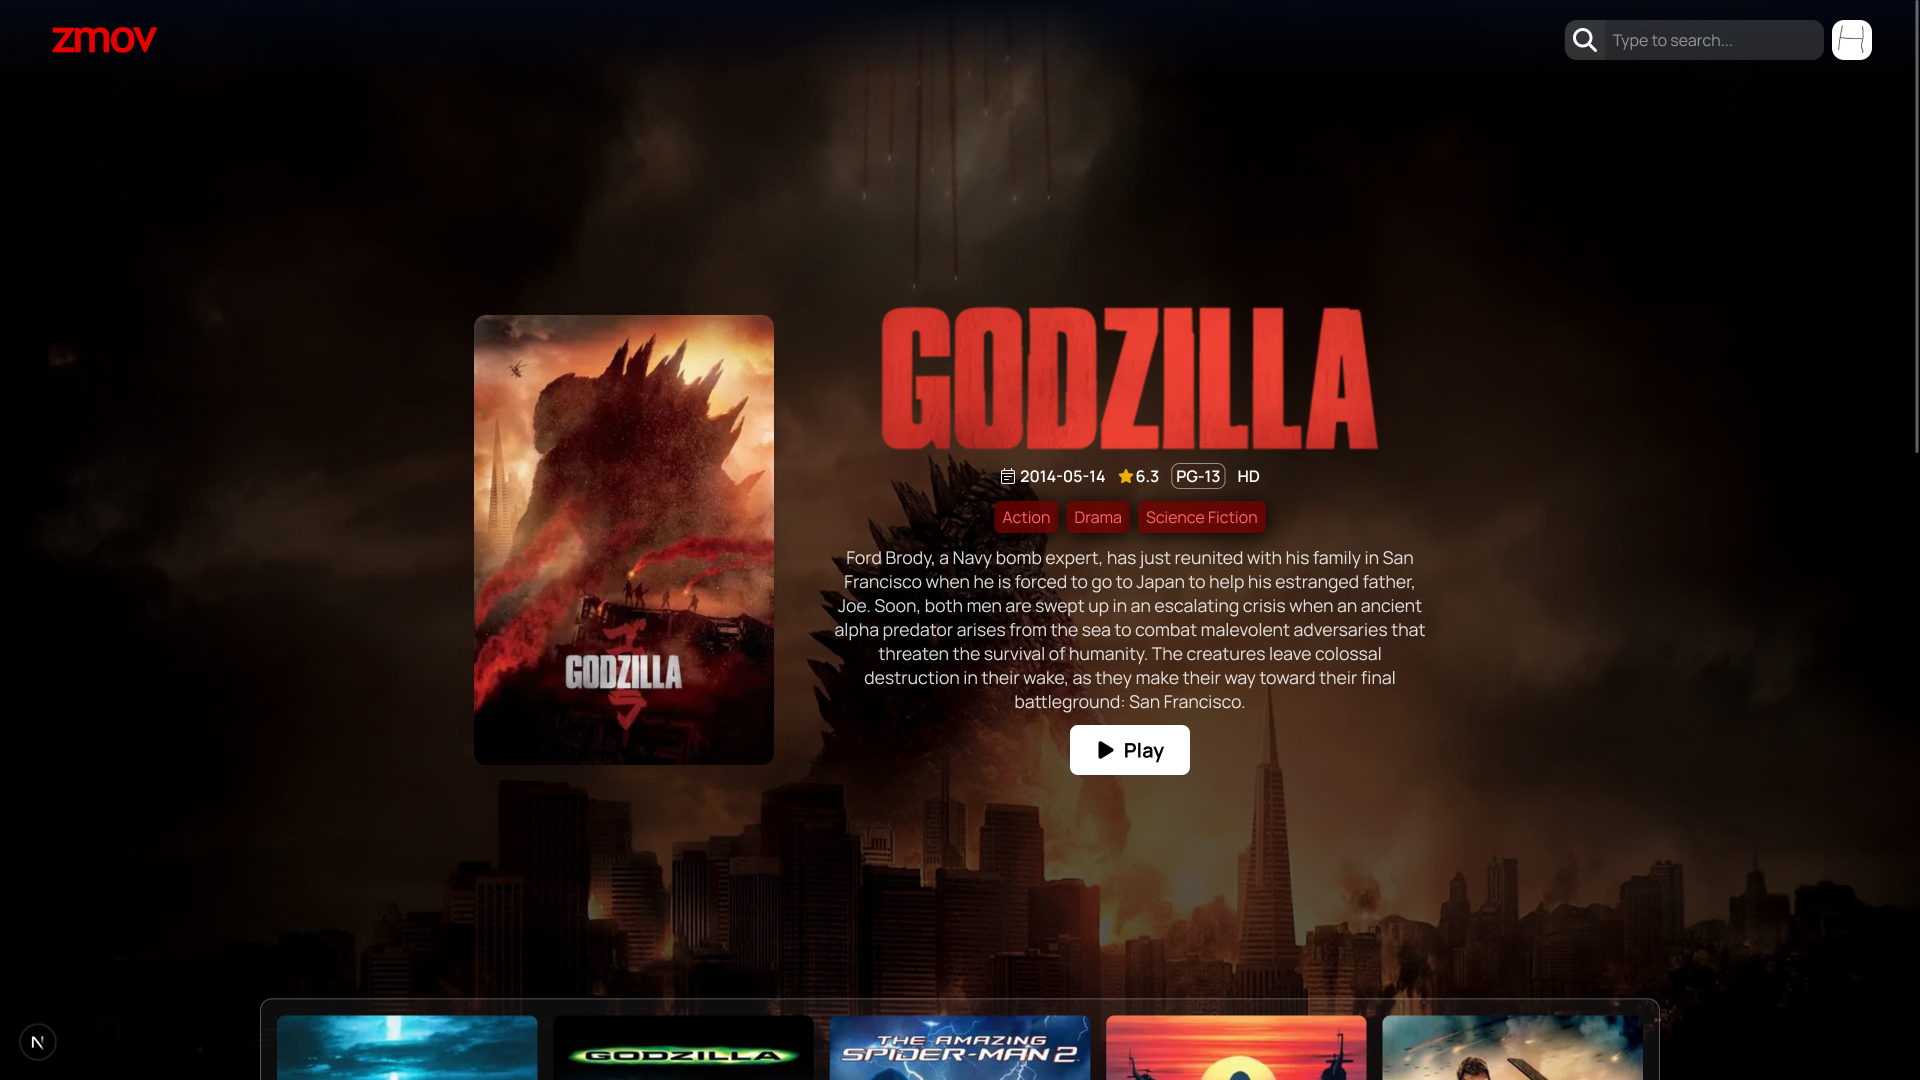 zmov
Type to search...
GODZILLA
2014-05-14 6.3 PG-13 HD
Action Drama Science Fiction
Ford Brody, a Navy bomb expert, has just reunited with his family in San
Francisco when he is forced to go to Japan to help his estranged father,
Joe. Soon, both men are swept up in an escalating crisis when an ancient
alpha predator arises from the sea to combat malevolent adversaries that
threaten the survival of humanity. The creatures leave colossal
destruction in their wake, as they make their way toward their final
battleground: San Francisco.
Play
ゴジラ
GODZILLA
N
GODZILLA
THE AMAZING
SPIDER-MAN 2